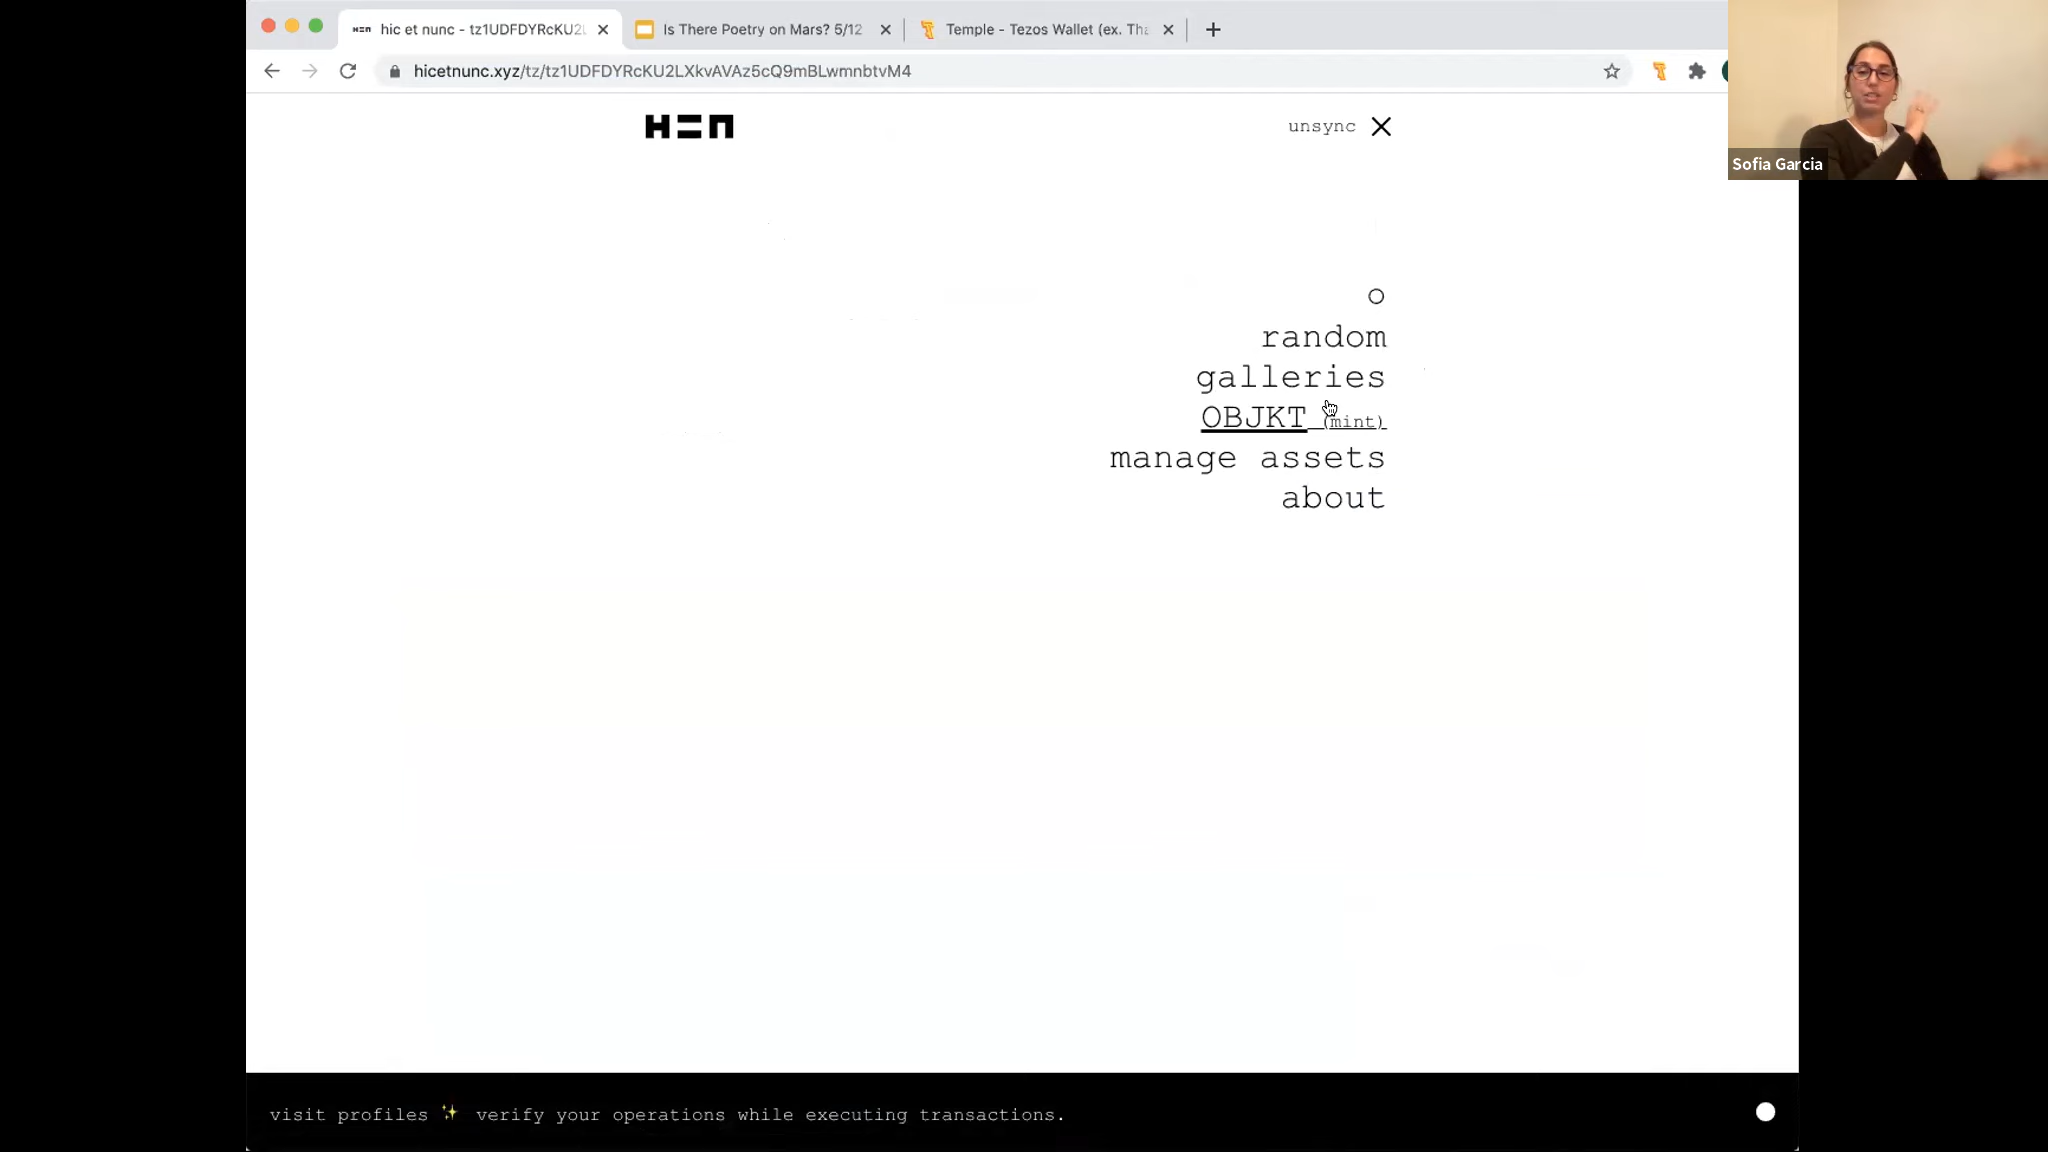 hic et nunc - tz1UDFDYRcKU2L
Is There Poetry on Mars? 5/12
Temple - Tezos Wallet (ex. Tha
hicetnunc.xyz/tz/tz1UDFDYRcKU2LXkvAVAz5cQ9mBLwmnbtvM4
Sofia Garcia
H=N
unsync
o
random
galleries
OBJKT (mint)
manage assets
about
visit profiles ✨ verify your operations while executing transactions.